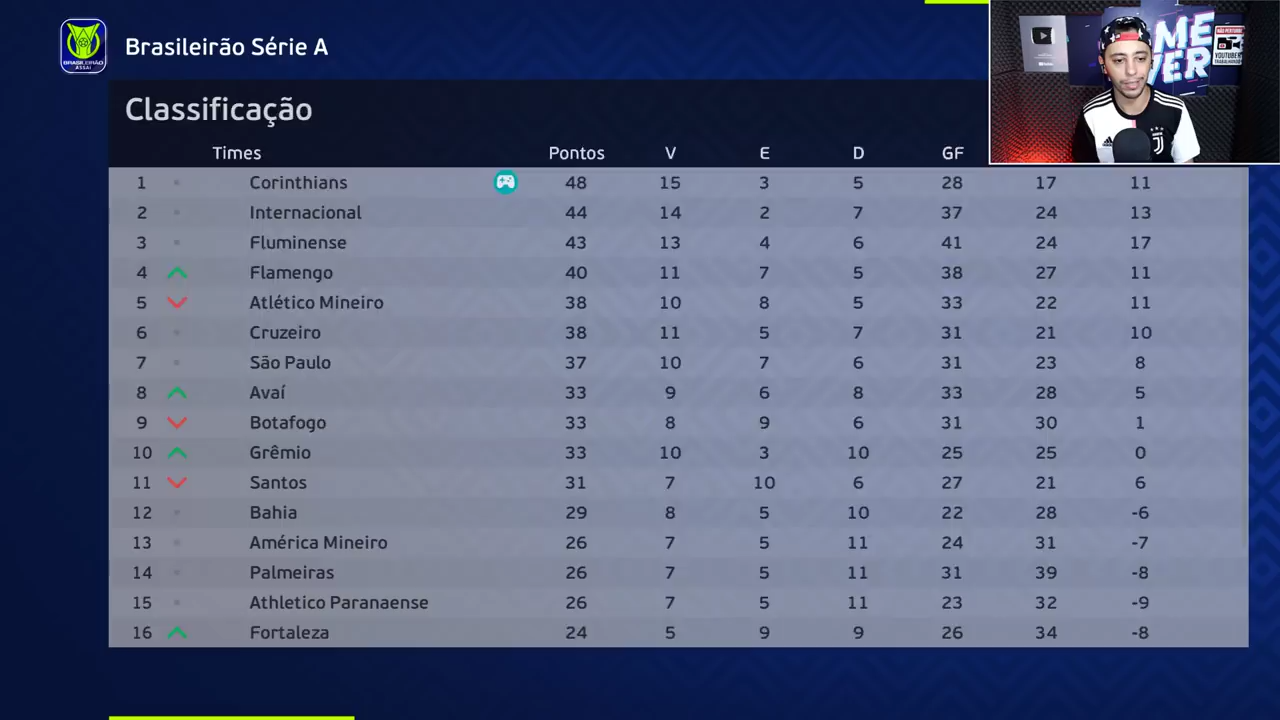 Brasileirão Série A
BRASILEIRÃO
ASSAÍ
Classificação
Times Pontos V E D GF
1 Corinthians 48 15 3 5 28 17 11
2 Internacional 44 14 2 7 37 24 13
3 Fluminense 43 13 4 6 41 24 17
4 Flamengo 40 11 7 5 38 27 11
5 Atlético Mineiro 38 10 8 5 33 22 11
6 Cruzeiro 38 11 5 7 31 21 10
7 São Paulo 37 10 7 6 31 23 8
8 Avaí 33 9 6 8 33 28 5
9 Botafogo 33 8 9 6 31 30 1
10 Grêmio 33 10 3 10 25 25 0
11 Santos 31 7 10 6 27 21 6
12 Bahia 29 8 5 10 22 28 -6
13 América Mineiro 26 7 5 11 24 31 -7
14 Palmeiras 26 7 5 11 31 39 -8
15 Athletico Paranaense 26 7 5 11 23 32 -9
16 Fortaleza 24 5 9 9 26 34 -8
ME
VER
NÃO PERTURBE
YOUTUBER
TRABALHANDO